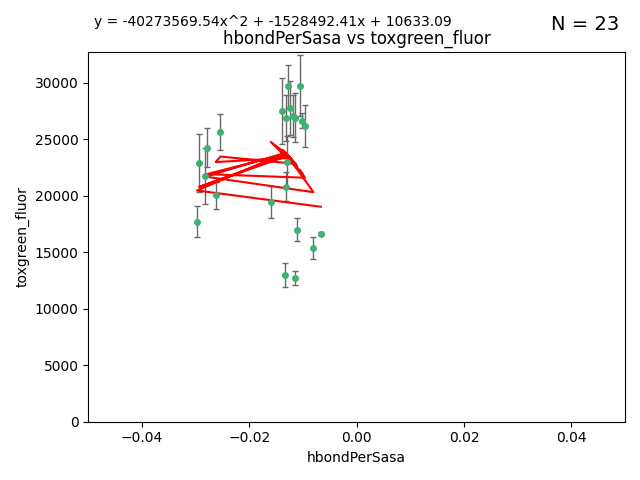 y = -40273569.54x^2 + -1528492.41x + 10633.09
N = 23
hbondPerSasa vs toxgreen_fluor
30000
25000
20000
15000
10000
5000
0
toxgreen_fluor
−0.04
−0.02
0.00
0.02
0.04
hbondPerSasa